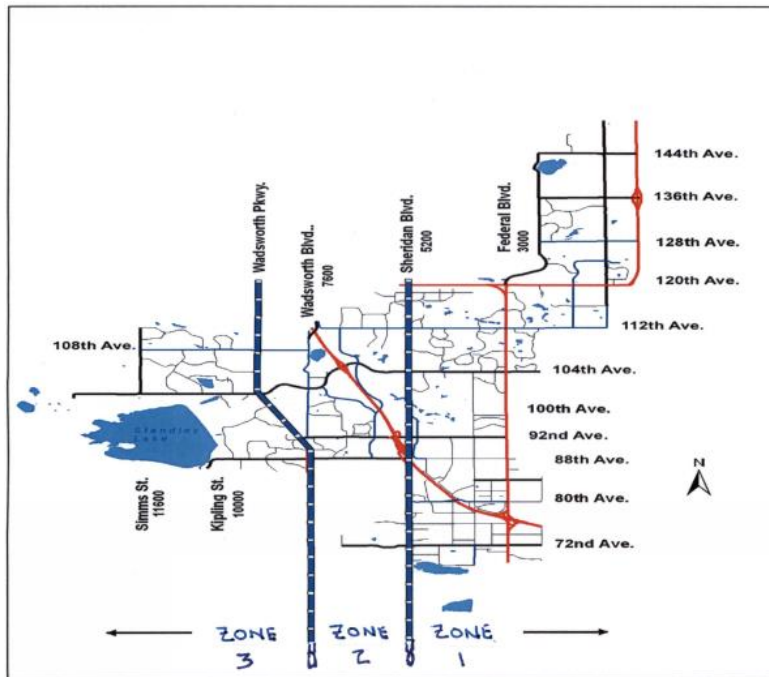 144th Ave.
136th Ave.
128th Ave.
120th Ave.
112th Ave.
104th Ave.
100th Ave.
92nd Ave.
88th Ave.
80th Ave.
72nd Ave.
108th Ave.
Wadsworth Pkwy.
Wadsworth Blvd..
7600
Sheridan Blvd.
5200
Federal Blvd.
3000
Standley
Lake
Simms St.
11600
Kipling St.
10000
N
ZONE
3
ZONE
2
ZONE
1